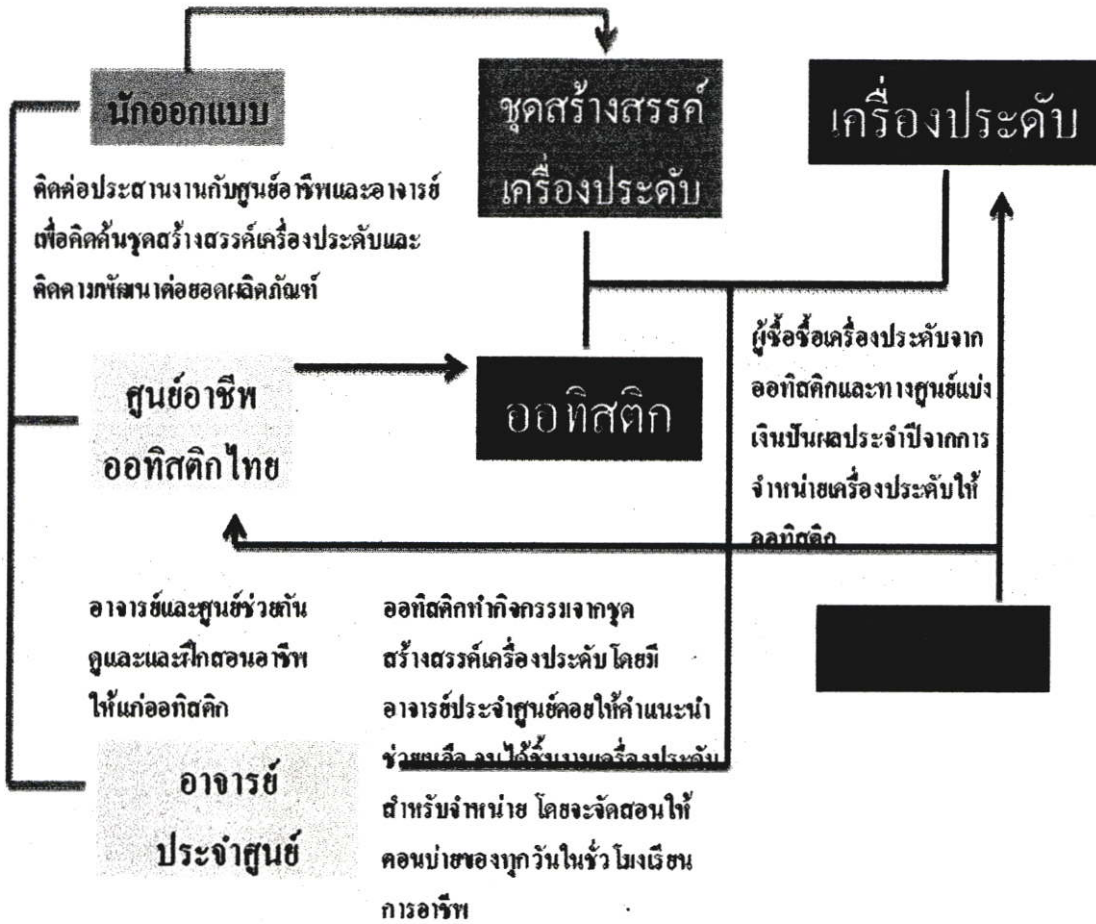 นักออกแบบ
ติดต่อประสานงานกับศูนย์อาชีพและอาจารย์
เพื่อคิดค้นชุดสร้างสรรค์เครื่องประดับและ
ติดตามพัฒนาต่อยอดผลิตภัณฑ์
ชุดสร้างสรรค์
เครื่องประดับ
เครื่องประดับ
ศูนย์อาชีพ
ออทิสติกไทย
ออทิสติก
ผู้ซื้อซื้อเครื่องประดับจาก
ออทิสติกและทางศูนย์แบ่ง
เงินปันผลประจำปีจากการ
จำหน่ายเครื่องประดับให้
ออทิสติก
อาจารย์และศูนย์ช่วยกัน
ดูแลและฝึกสอนอาชีพ
ให้แก่ออทิสติก
ออทิสติกทำกิจกรรมจากชุด
สร้างสรรค์เครื่องประดับ โดยมี
อาจารย์ประจำศูนย์คอยให้คำแนะนำ
ช่วยเหลือ จนได้ชิ้นงานเครื่องประดับ
สำหรับจำหน่าย โดยจะจัดสอนให้
ตอนบ่ายของทุกวันในชั่วโมงเรียน
การอาชีพ
อาจารย์
ประจำศูนย์